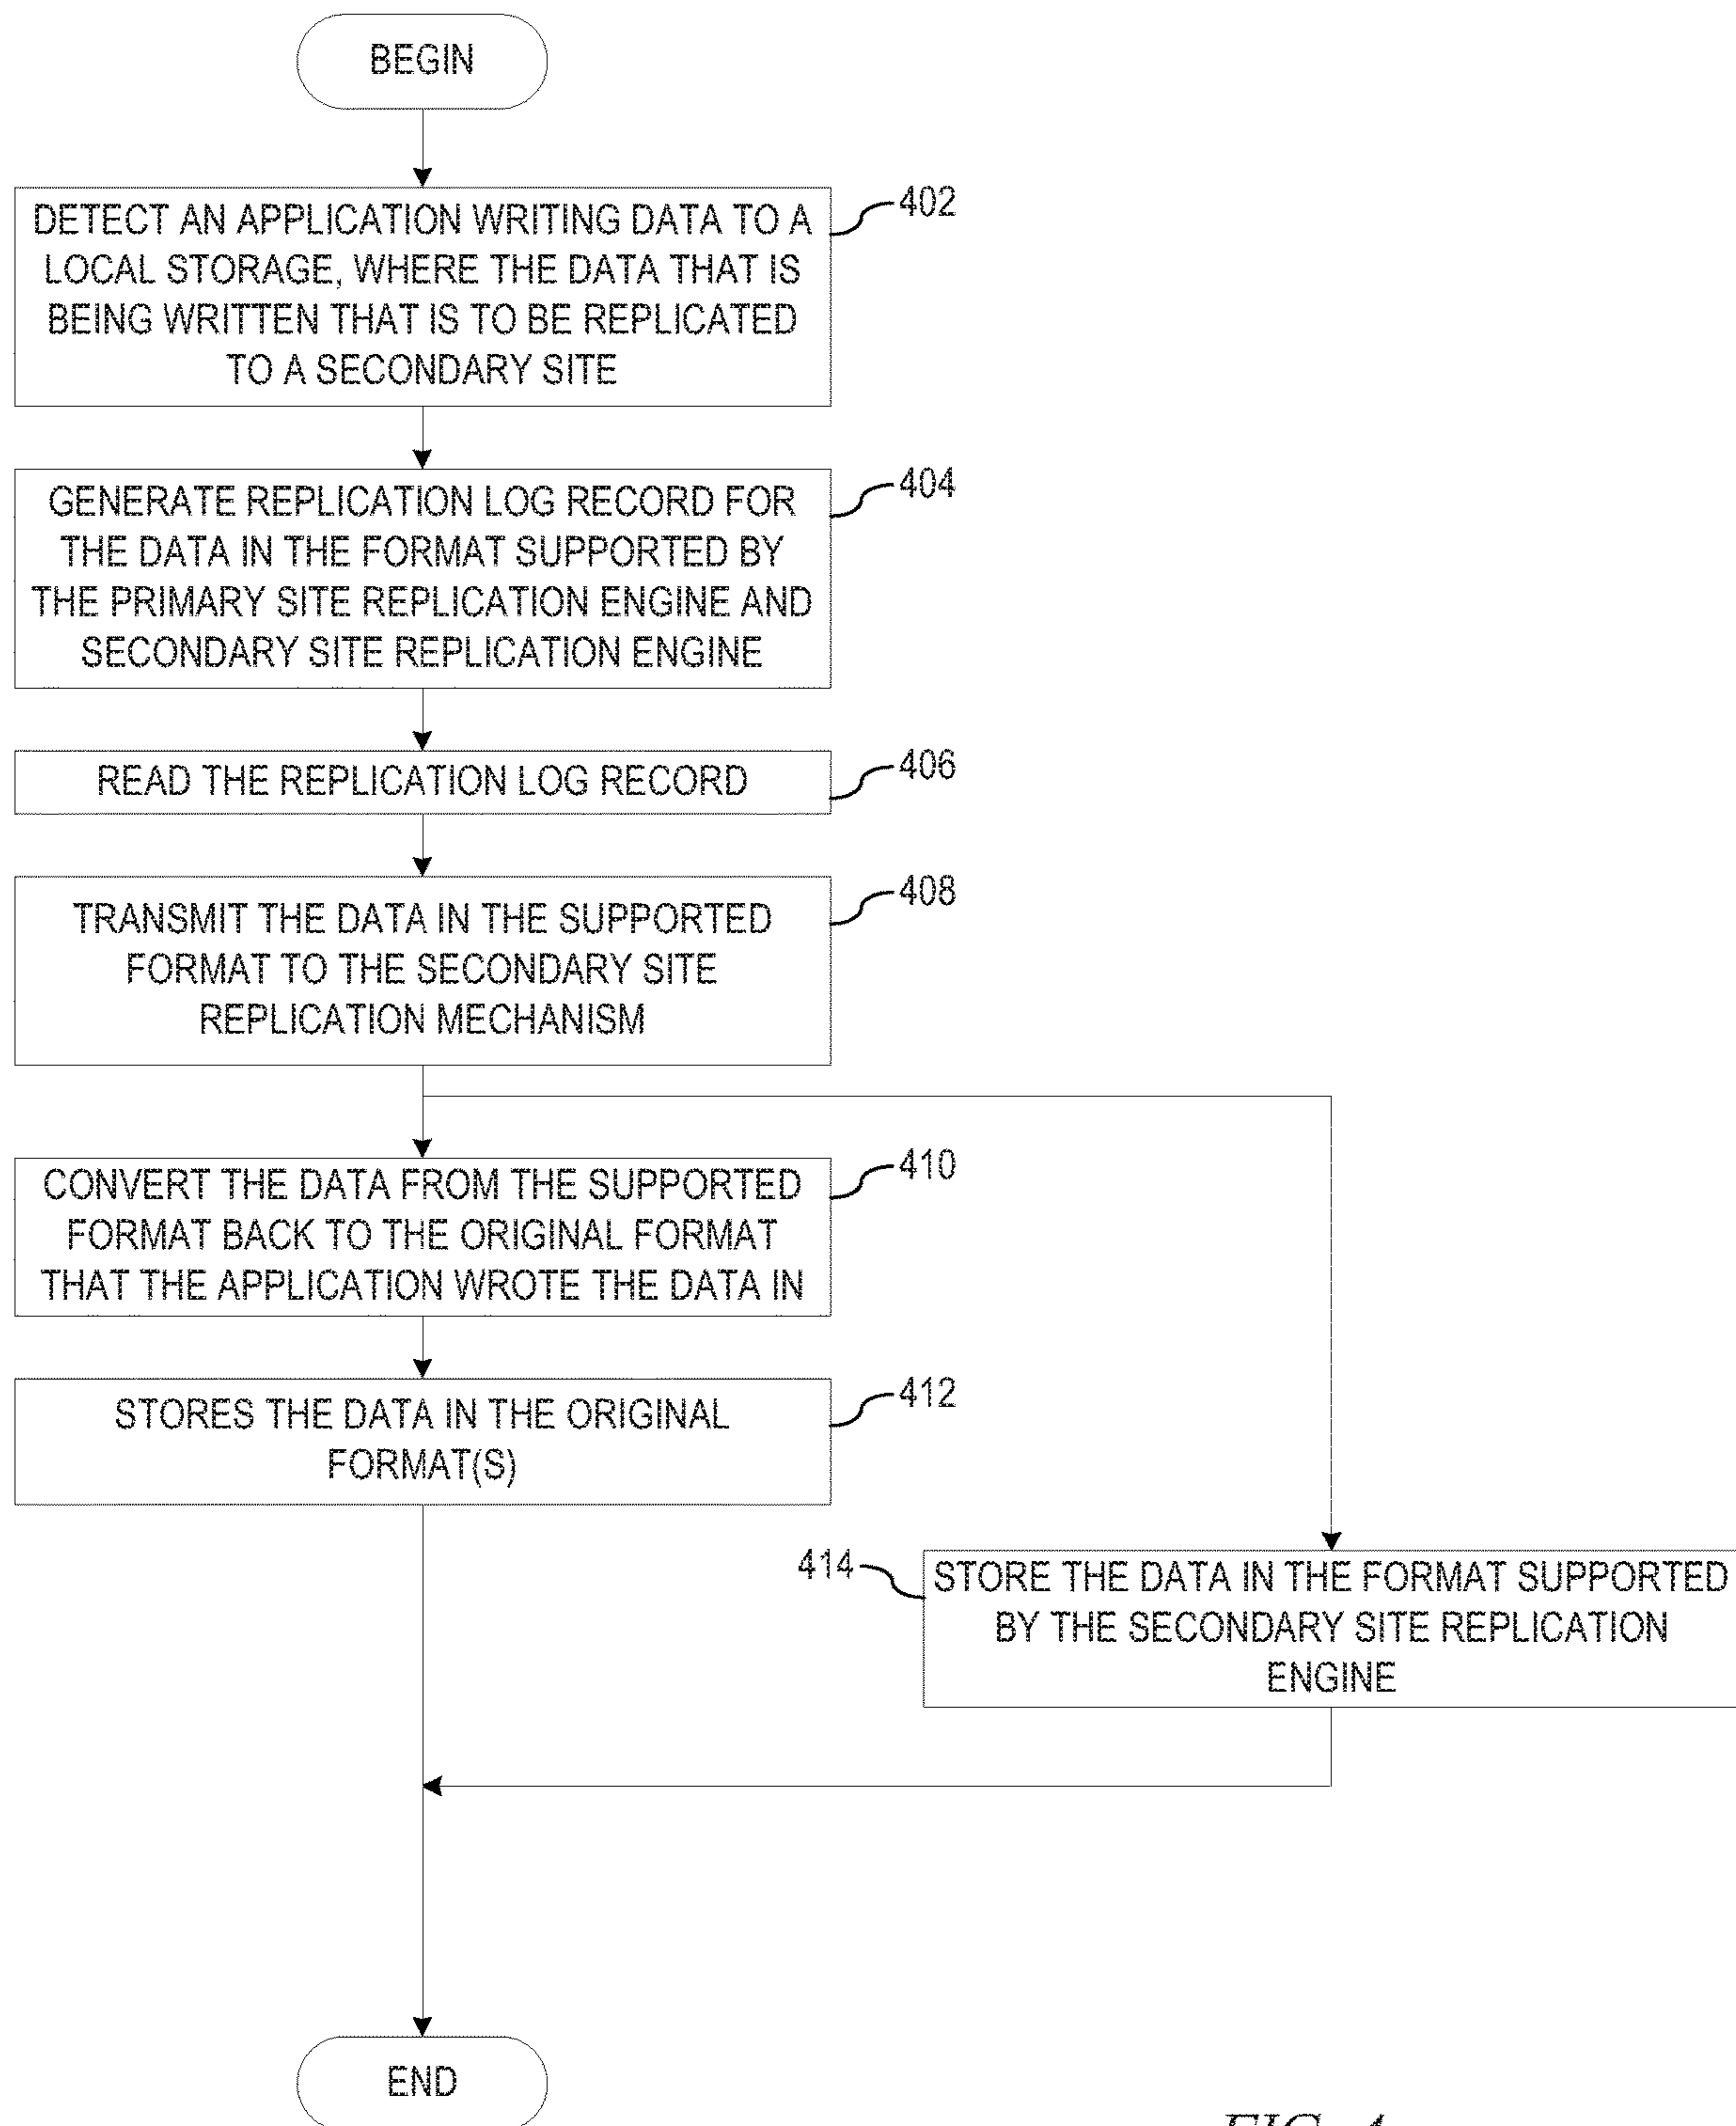 BEGIN
DETECT AN APPLICATION WRITING DATA TO A
LOCAL STORAGE, WHERE THE DATA THAT IS
BEING WRITTEN THAT IS TO BE REPLICATED
TO A SECONDARY SITE
402
GENERATE REPLICATION LOG RECORD FOR
THE DATA IN THE FORMAT SUPPORTED BY
THE PRIMARY SITE REPLICATION ENGINE AND
SECONDARY SITE REPLICATION ENGINE
404
READ THE REPLICATION LOG RECORD
406
TRANSMIT THE DATA IN THE SUPPORTED
FORMAT TO THE SECONDARY SITE
REPLICATION MECHANISM
408
CONVERT THE DATA FROM THE SUPPORTED
FORMAT BACK TO THE ORIGINAL FORMAT
THAT THE APPLICATION WROTE THE DATA IN
410
STORES THE DATA IN THE ORIGINAL
FORMAT(S)
412
414
STORE THE DATA IN THE FORMAT SUPPORTED
BY THE SECONDARY SITE REPLICATION
ENGINE
END
FIG. 4